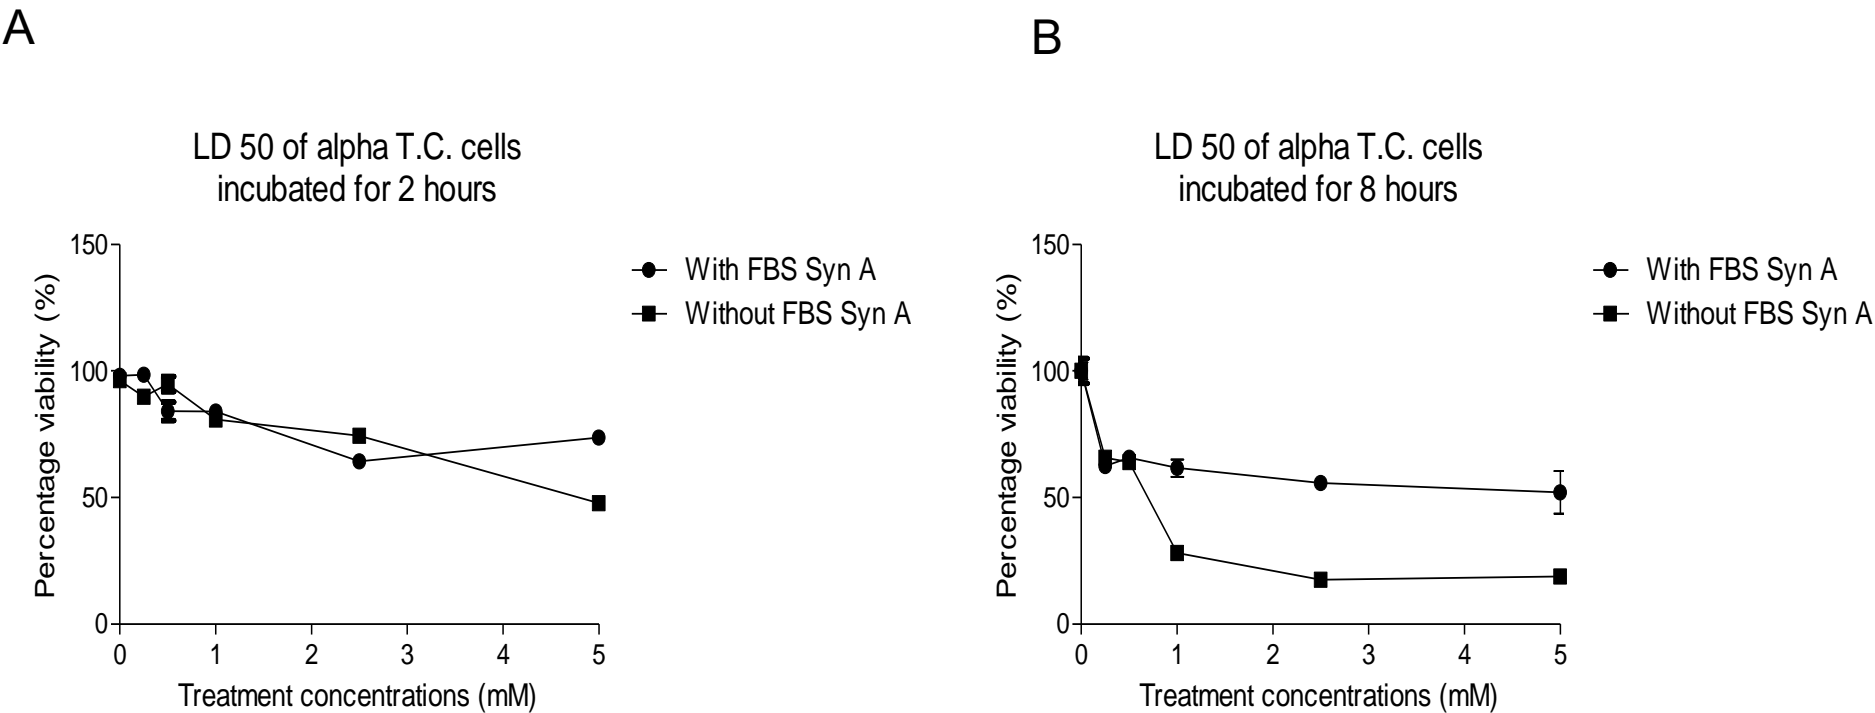 A
LD 50 of alpha T.C. cells
incubated for 2 hours
150
100
50
0
Percentage viability (%)
0 1 2 3 4 5
Treatment concentrations (mM)
With FBS Syn A
Without FBS Syn A
B
LD 50 of alpha T.C. cells
incubated for 8 hours
150
100
50
0
Percentage viability (%)
0 1 2 3 4 5
Treatment concentrations (mM)
With FBS Syn A
Without FBS Syn A